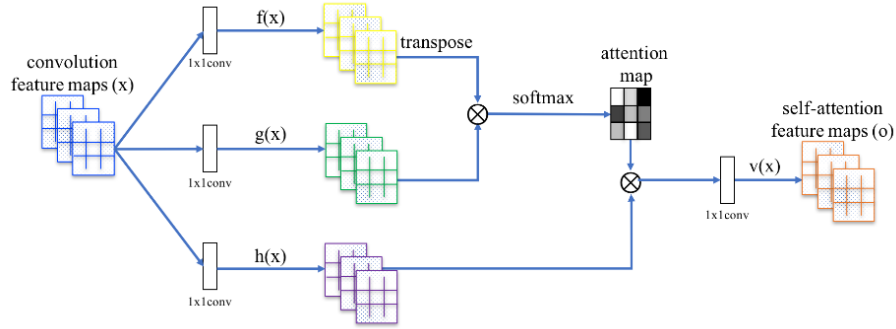 f(x)
1x1conv
transpose
convolution
feature maps (x)
g(x)
1x1conv
softmax
attention
map
self-attention
feature maps (o)
v(x)
1x1conv
h(x)
1x1conv